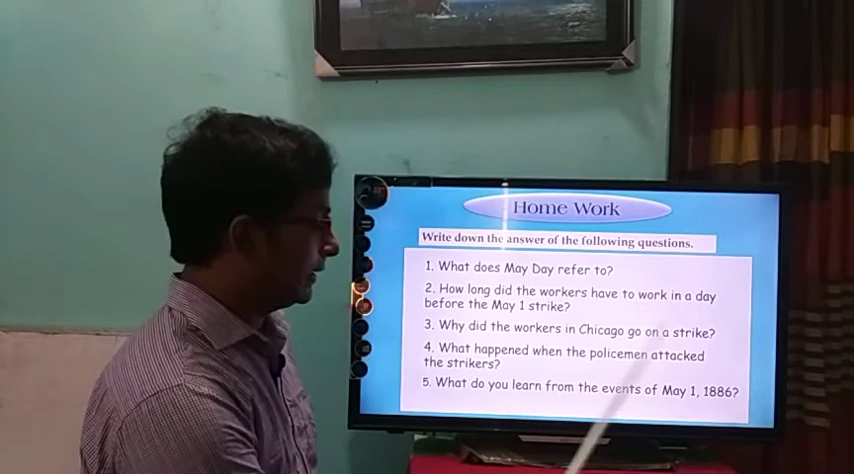 Home Work
Write down the answer of the following questions.
1. What does May Day refer to?
2. How long did the workers have to work in a day
before the May 1 strike?
3. Why did the workers in Chicago go on a strike?
4. What happened when the policemen attacked
the strikers?
5. What do you learn from the events of May 1, 1886?